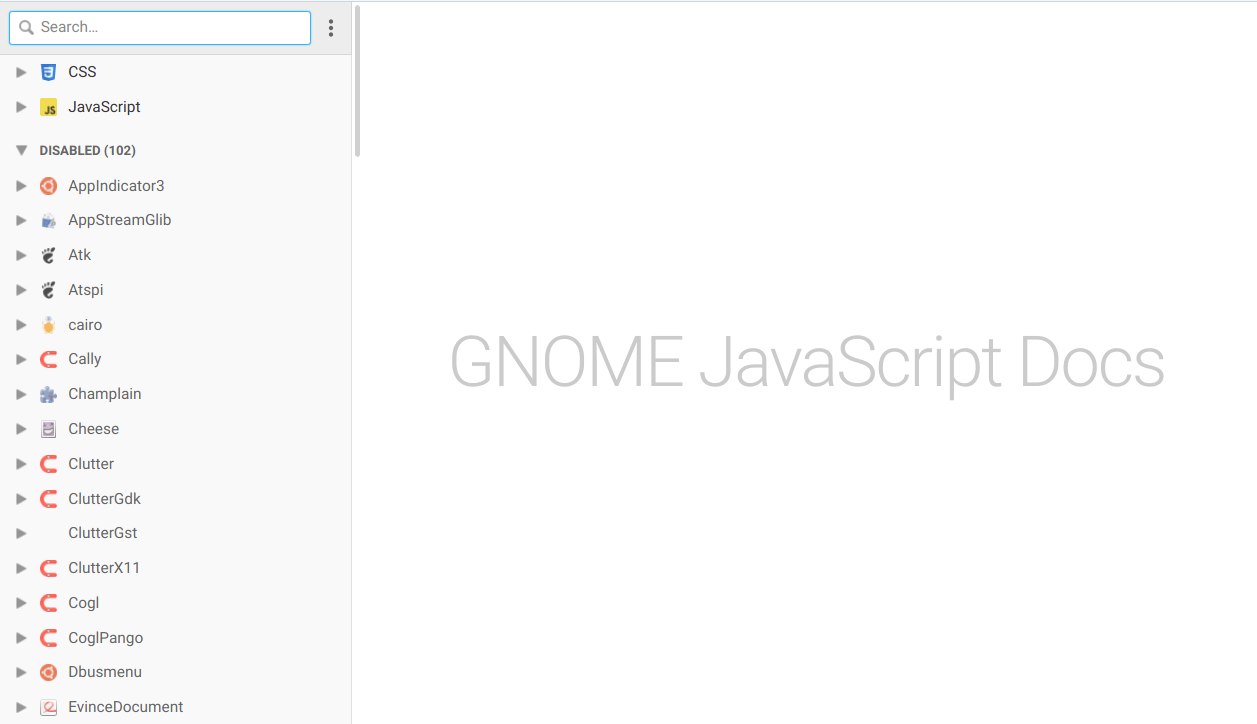 Search...
CSS
JS JavaScript
DISABLED (102)
AppIndicator3
AppStreamGlib
Atk
Atspi
cairo
Cally
Champlain
Cheese
Clutter
ClutterGdk
ClutterGst
ClutterX11
Cogl
CoglPango
Dbusmenu
EvinceDocument
GNOME JavaScript Docs